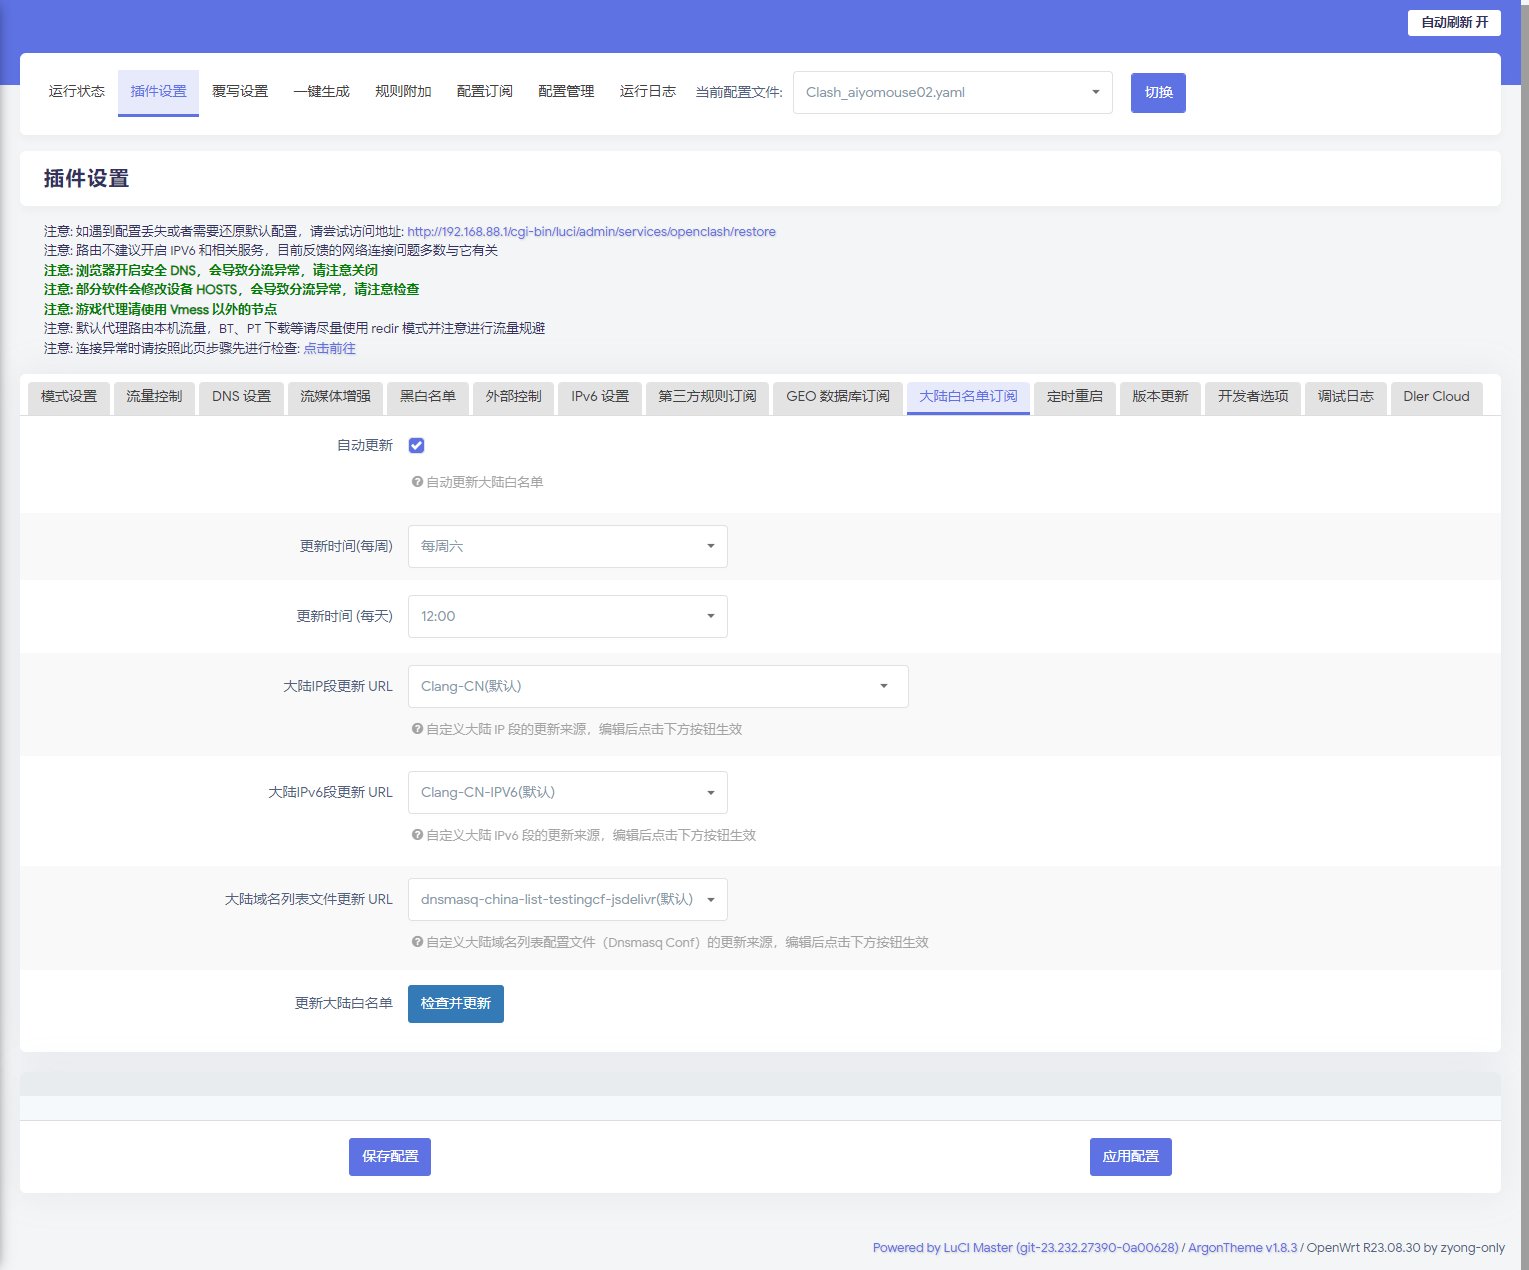 自动刷新 开
运行状态 插件设置 覆写设置 一键生成 规则附加 配置订阅 配置管理 运行日志 当前配置文件: Clash_aiyomouse02.yaml 切换
插件设置
注意: 如遇到配置丢失或者需要还原默认配置，请尝试访问地址: http://192.168.88.1/cgi-bin/luci/admin/services/openclash/restore
注意: 路由不建议开启 IPV6 和相关服务，目前反馈的网络连接问题多数与它有关
注意: 浏览器开启安全 DNS，会导致分流异常，请注意关闭
注意: 部分软件会修改设备 HOSTS，会导致分流异常，请注意检查
注意: 游戏代理请使用 Vmess 以外的节点
注意: 默认代理路由本机流量，BT、PT 下载等请尽量使用 redir 模式并注意进行流量规避
注意: 连接异常时请按照此页步骤先进行检查: 点击前往
模式设置 流量控制 DNS 设置 流媒体增强 黑白名单 外部控制 IPv6 设置 第三方规则订阅 GEO 数据库订阅 大陆白名单订阅 定时重启 版本更新 开发者选项 调试日志 Dler Cloud
自动更新
自动更新大陆白名单
更新时间(每周) 每周六
更新时间 (每天) 12:00
大陆IP段更新 URL Clang-CN(默认)
自定义大陆 IP 段的更新来源，编辑后点击下方按钮生效
大陆IPv6段更新 URL Clang-CN-IPV6(默认)
自定义大陆 IPv6 段的更新来源，编辑后点击下方按钮生效
大陆域名列表文件更新 URL dnsmasq-china-list-testingcf-jsdelivr(默认)
自定义大陆域名列表配置文件（Dnsmasq Conf）的更新来源，编辑后点击下方按钮生效
更新大陆白名单 检查并更新
保存配置 应用配置
Powered by LuCI Master (git-23.232.27390-0a00628) / ArgonTheme v1.8.3 / OpenWrt R23.08.30 by zyong-only